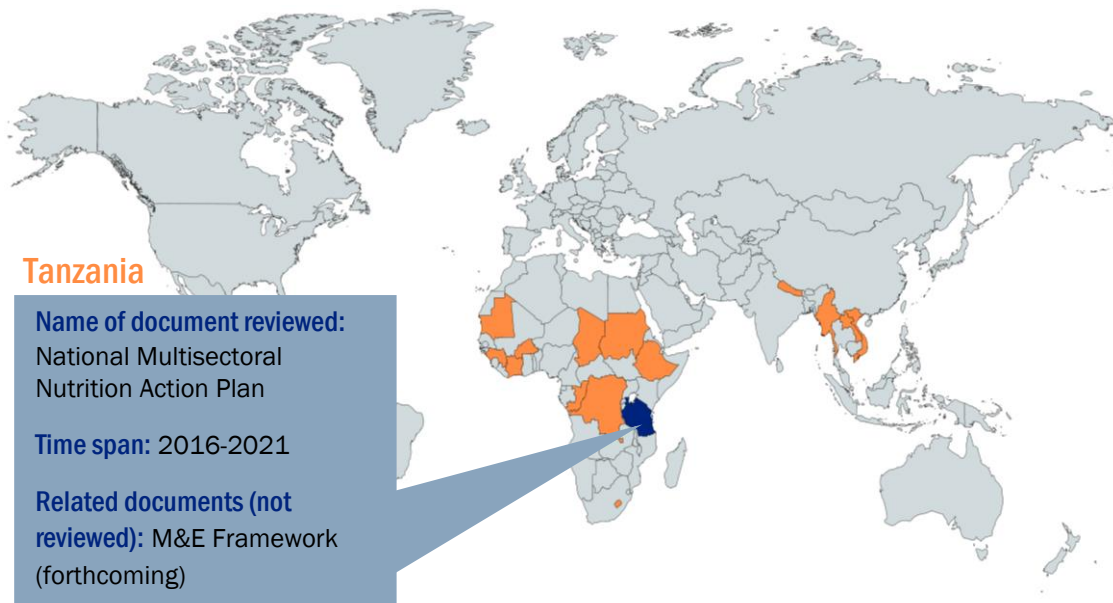 Tanzania
Name of document reviewed:
National Multisectoral
Nutrition Action Plan
Time span: 2016-2021
Related documents (not
reviewed): M&E Framework
(forthcoming)